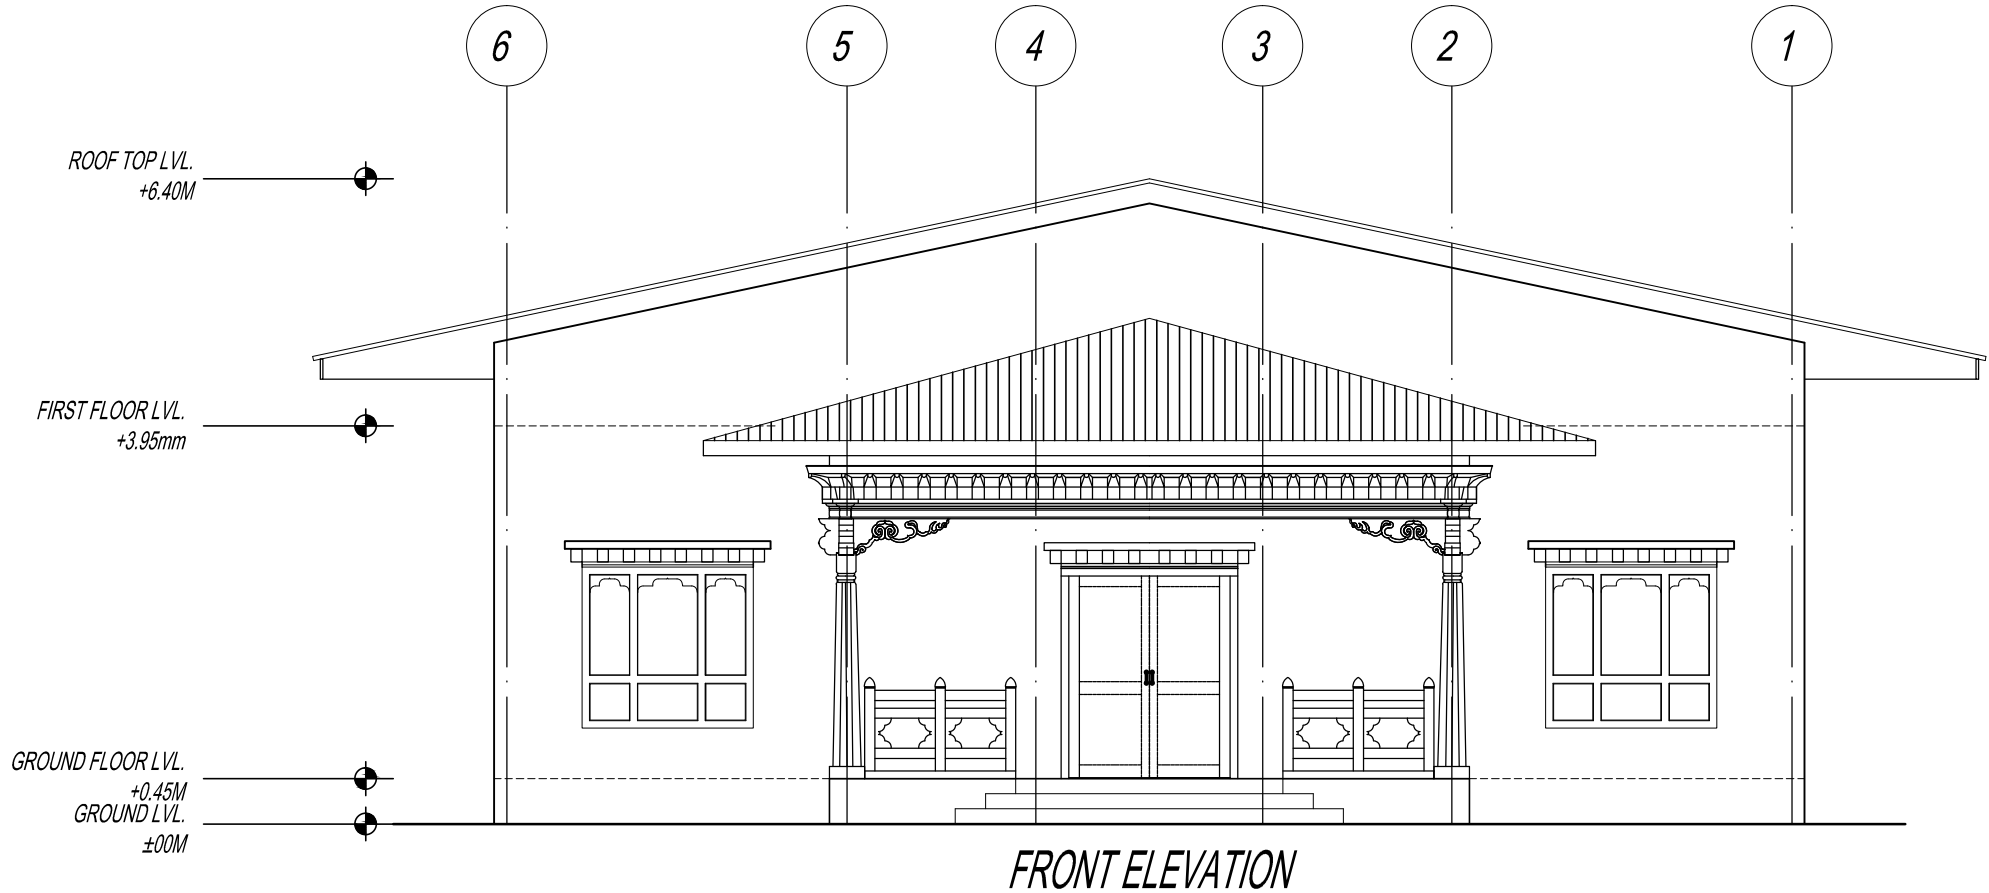 6 5 4 3 2 1
ROOF TOP LVL.
+6.40M
FIRST FLOOR LVL.
+3.95mm
GROUND FLOOR LVL.
+0.45M
GROUND LVL.
±00M
FRONT ELEVATION